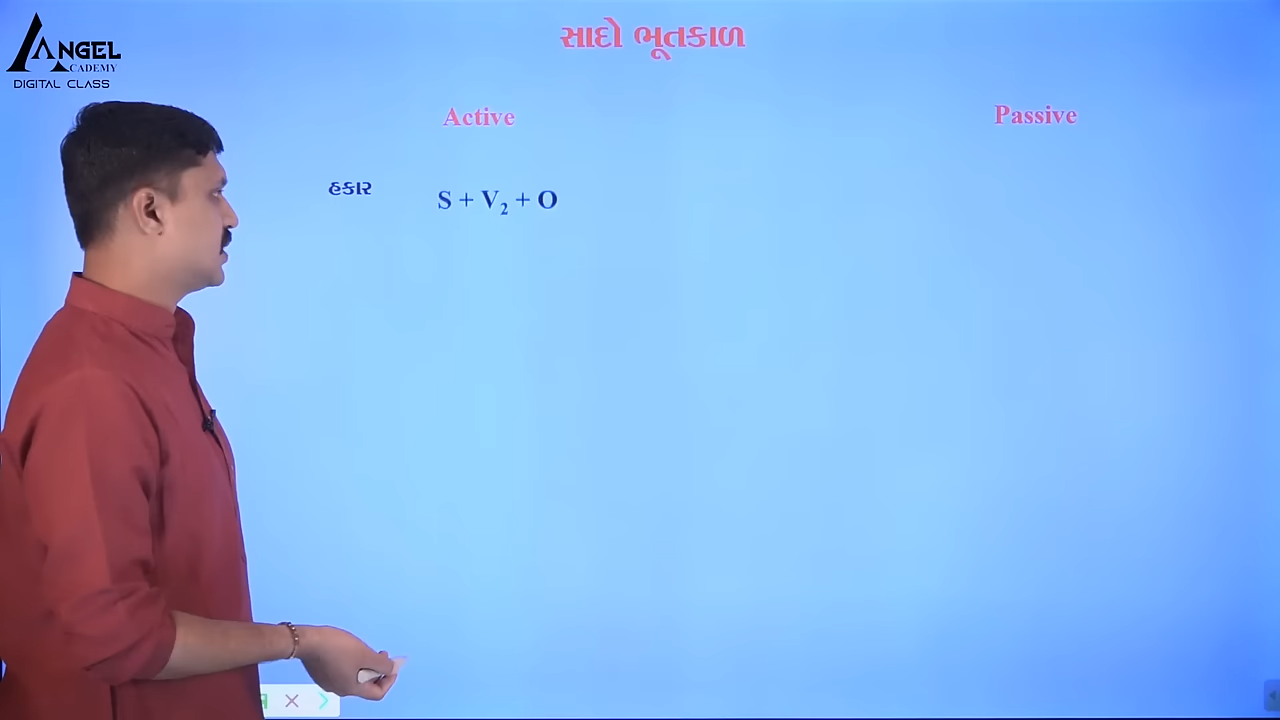 ANGEL
ACADEMY
DIGITAL CLASS
સાદો ભૂતકાળ
Active
Passive
હકાર
S + V₂ + O